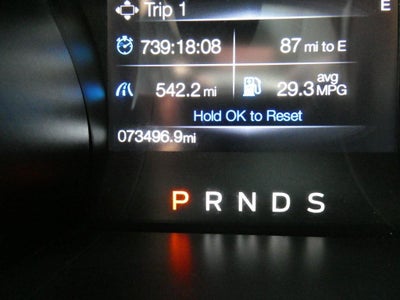 Trip 1
E
739:18:08 87 mi to E
542.2 mi 29.3 avg MPG
Hold OK to Reset
073496.9mi
P R N D S